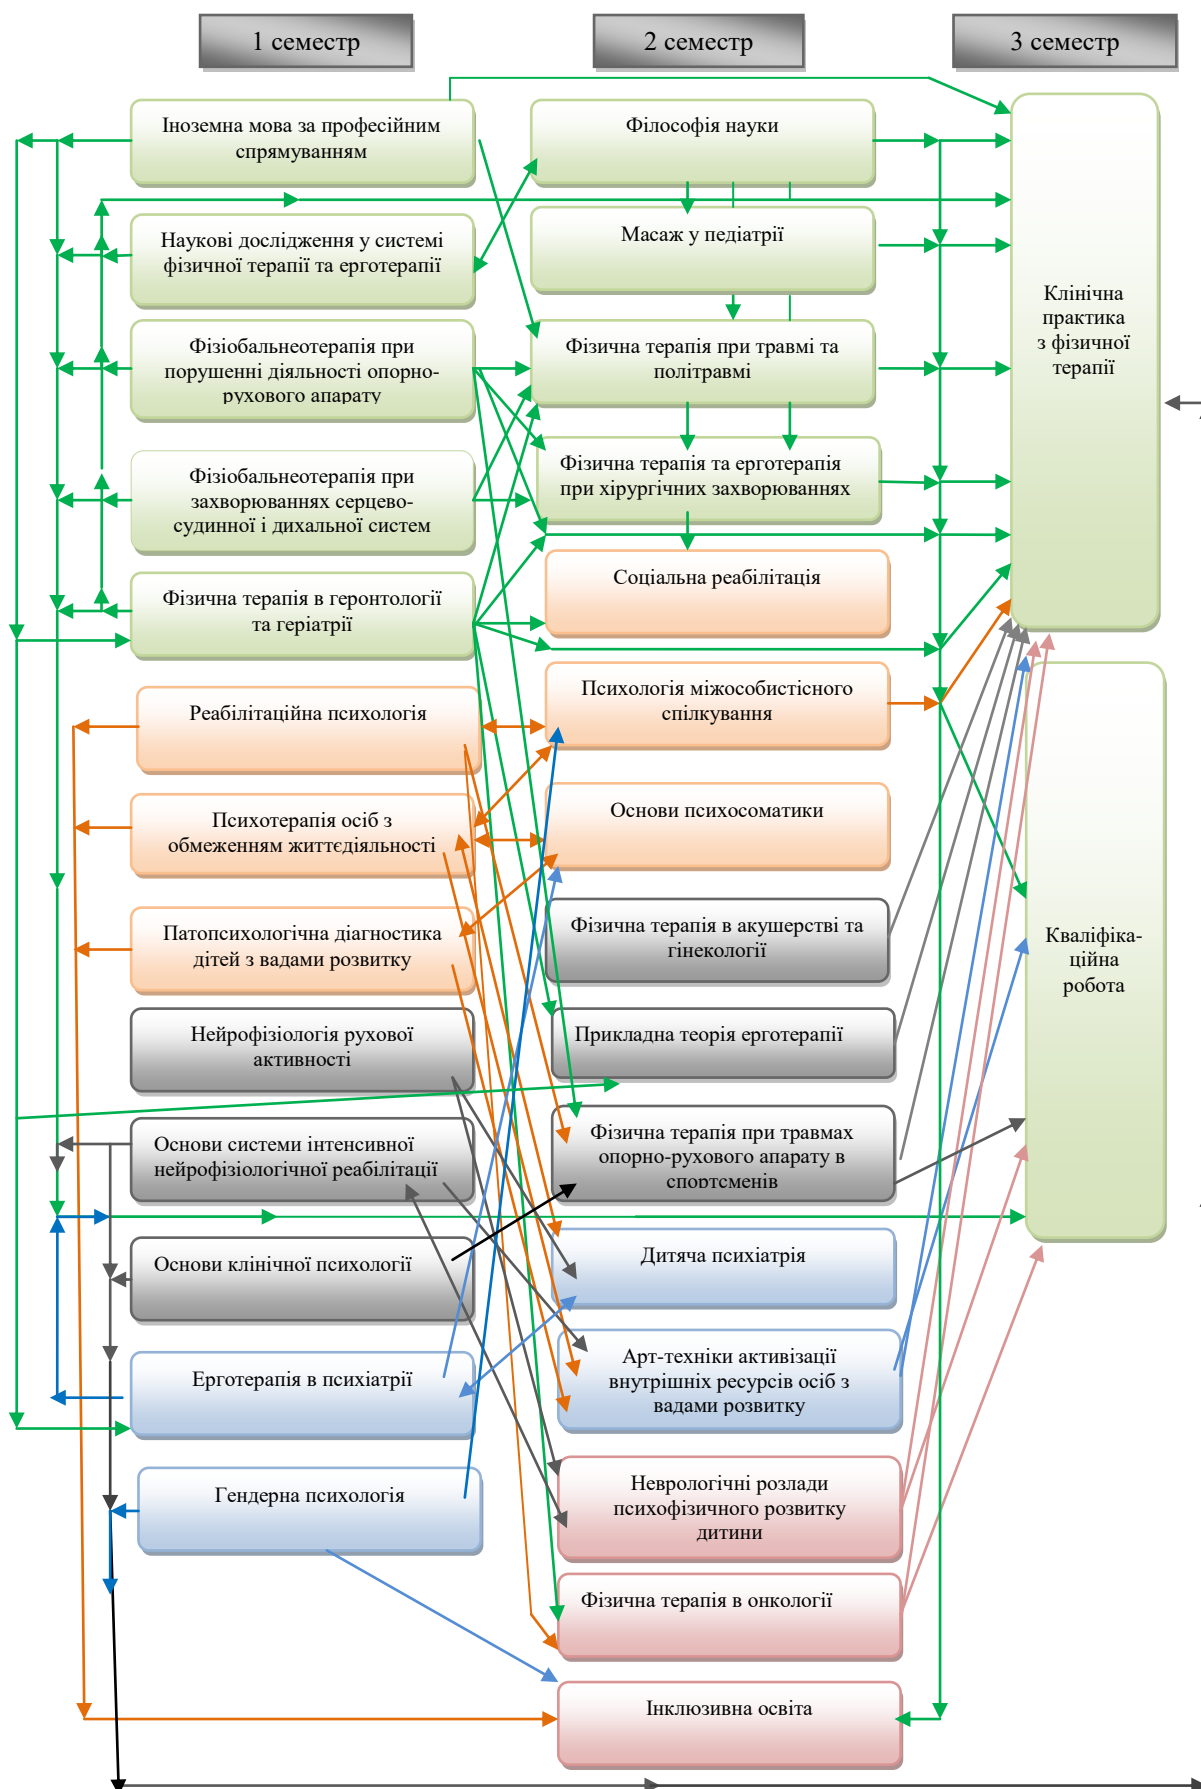 1 семестр
2 семестр
3 семестр
Іноземна мова за професійним
спрямуванням
Наукові дослідження у системі
фізичної терапії та ерготерапії
Фізіобальнеотерапія при
порушенні діяльності опорно-
рухового апарату
Фізіобальнеотерапія при
захворюваннях серцево-
судинної і дихальної систем
Фізична терапія в геронтології
та геріатрії
Реабілітаційна психологія
Психотерапія осіб з
обмеженням життєдіяльності
Патопсихологічна діагностика
дітей з вадами розвитку
Нейрофізіологія рухової
активності
Основи системи інтенсивної
нейрофізіологічної реабілітації
Основи клінічної психології
Ерготерапія в психіатрії
Гендерна психологія
Філософія науки
Масаж у педіатрії
Фізична терапія при травмі та
політравмі
Фізична терапія та ерготерапія
при хірургічних захворюваннях
Соціальна реабілітація
Психологія міжособистісного
спілкування
Основи психосоматики
Фізична терапія в акушерстві та
гінекології
Прикладна теорія ерготерапії
Фізична терапія при травмах
опорно-рухового апарату в
спортсменів
Дитяча психіатрія
Арт-техніки активізації
внутрішніх ресурсів осіб з
вадами розвитку
Неврологічні розлади
психофізичного розвитку
дитини
Фізична терапія в онкології
Інклюзивна освіта
Клінічна
практика
з фізичної
терапії
Кваліфіка-
ційна
робота